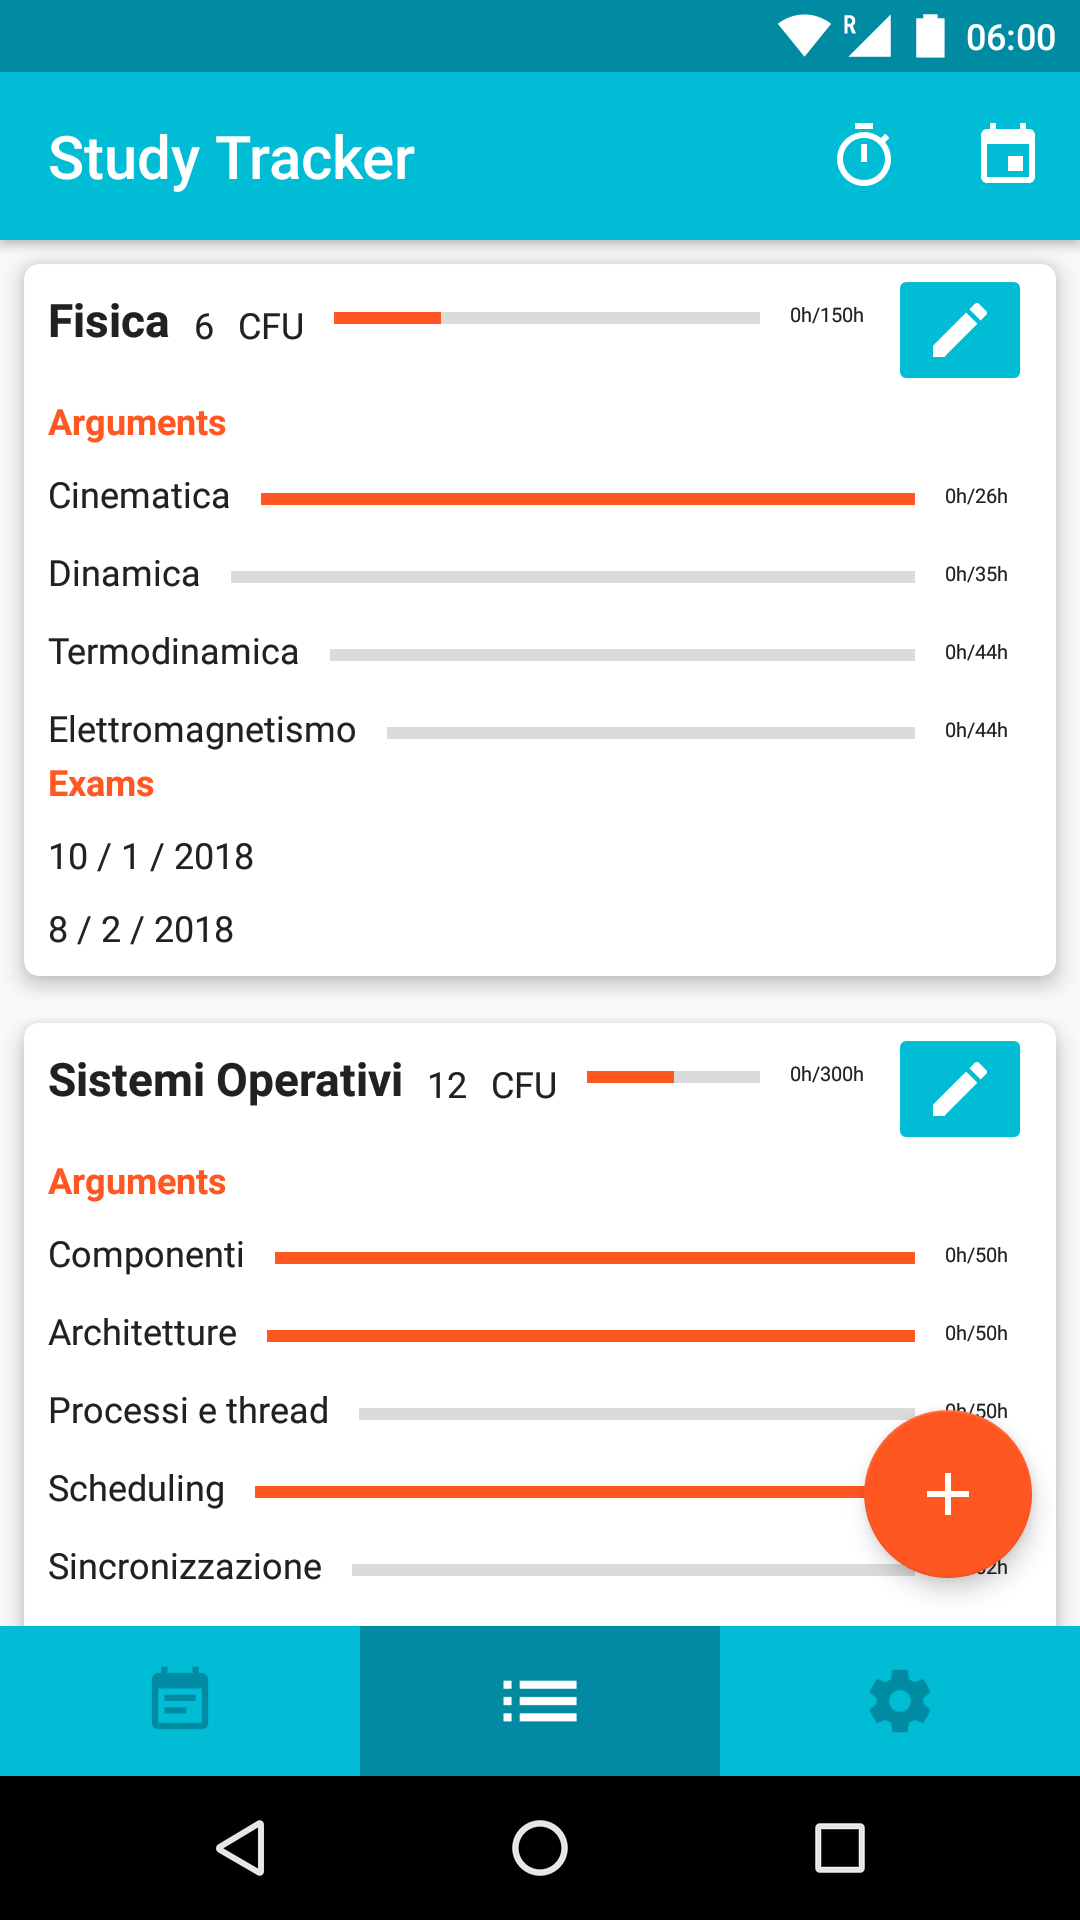 R 06:00
Study Tracker
Fisica 6 CFU 0h/150h
Arguments
Cinematica 0h/26h
Dinamica 0h/35h
Termodinamica 0h/44h
Elettromagnetismo 0h/44h
Exams
10 / 1 / 2018
8 / 2 / 2018
Sistemi Operativi 12 CFU 0h/300h
Arguments
Componenti 0h/50h
Architetture 0h/50h
Processi e thread 0h/50h
Scheduling
Sincronizzazione